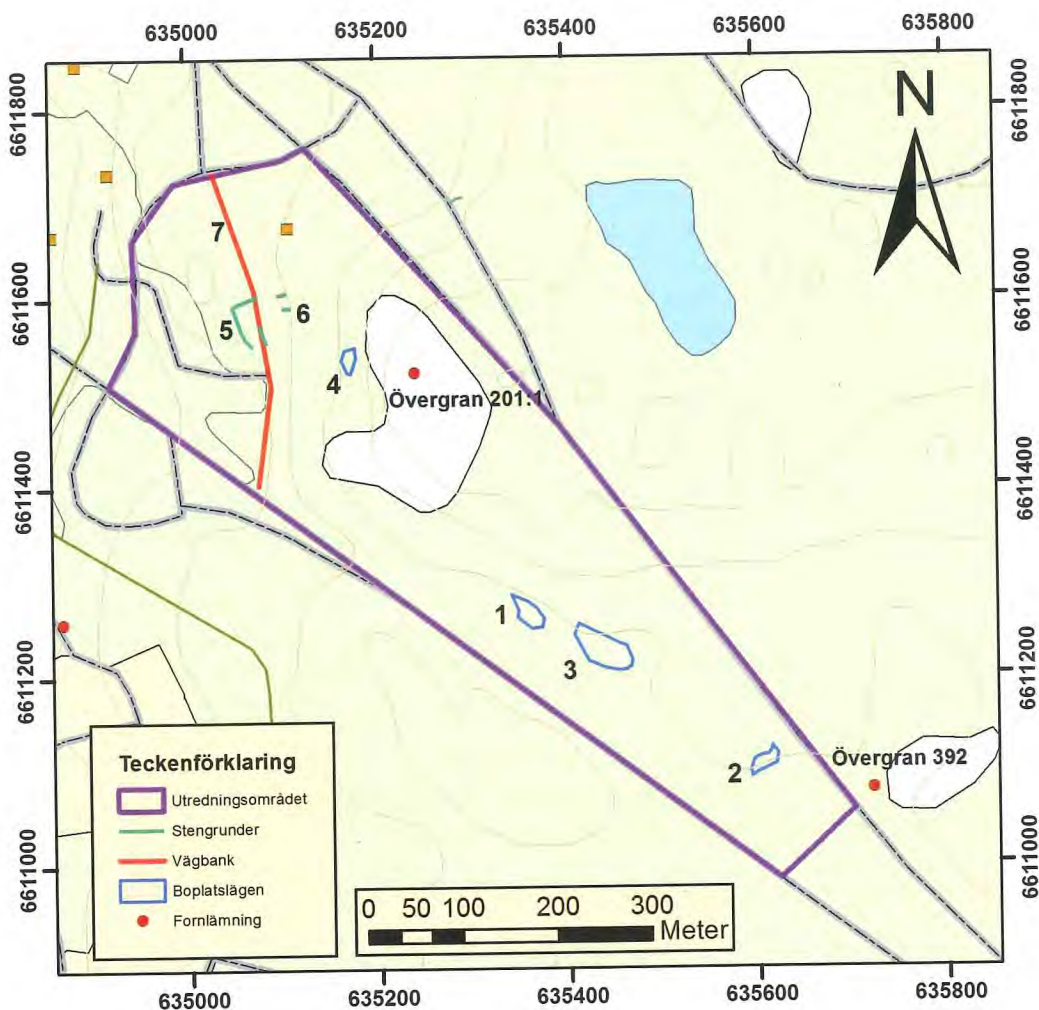 635000 635200 635400 635600 635800
6611800 6611800
N
7
6611600 6611600
6
5
4
Övergran 201:1
6611400 6611400
1
3
6611200 6611200
Övergran 392
2
Teckenförklaring
Utredningsområdet
Stengrunder
Vägbank
Boplatslägen
Fornlämning
6611000 6611000
0 50 100 200 300
Meter
635000 635200 635400 635600 635800